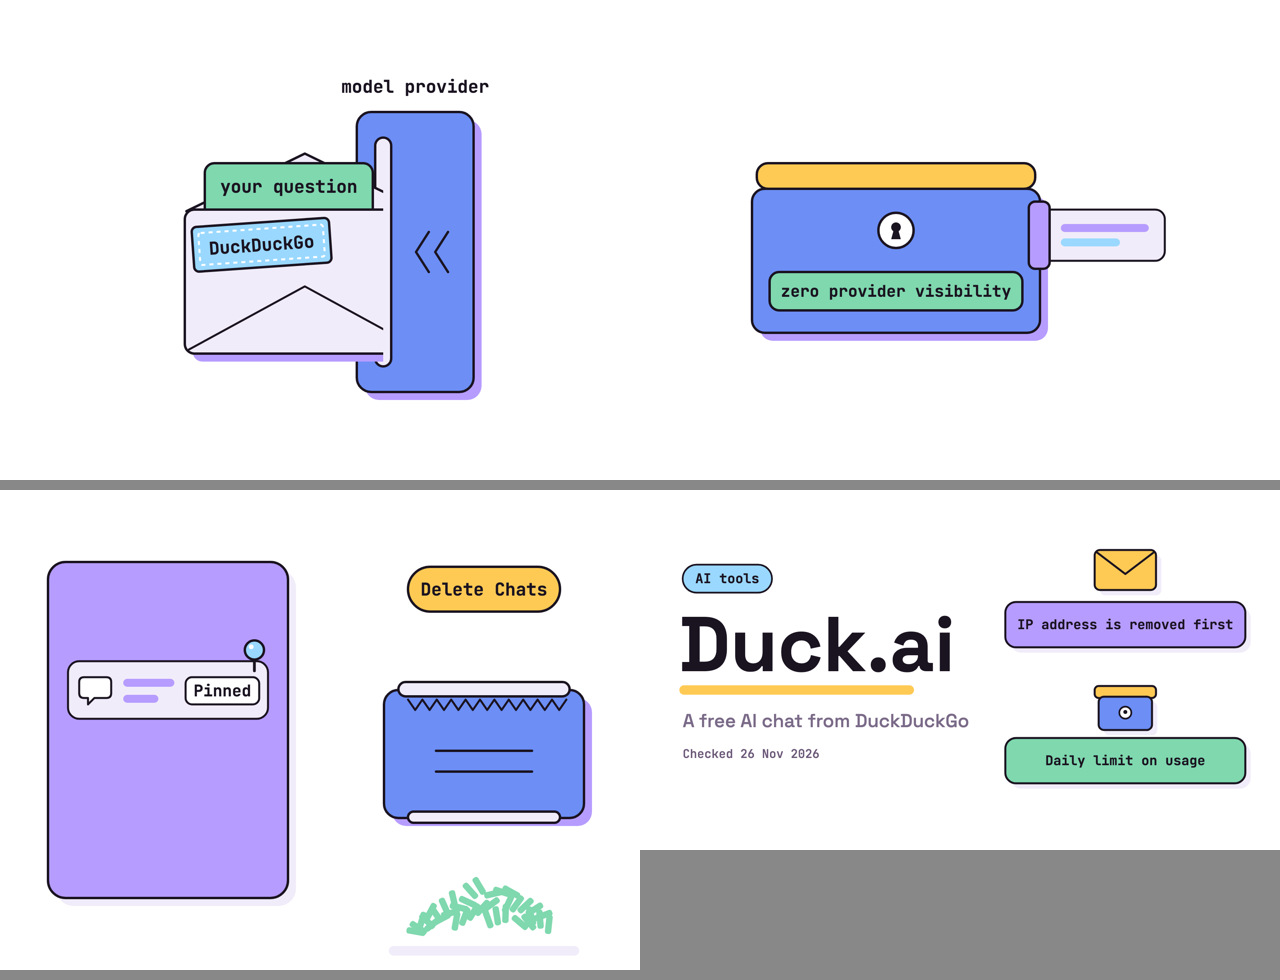 model provider
your question
DuckDuckGo
zero provider visibility
Pinned
Delete Chats
AI tools
Duck.ai
A free AI chat from DuckDuckGo
Checked 26 Nov 2026
IP address is removed first
Daily limit on usage